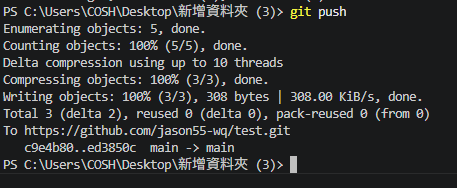 PS C:\Users\COSH\Desktop\新增資料夾 (3)> git push
Enumerating objects: 5, done.
Counting objects: 100% (5/5), done.
Delta compression using up to 10 threads
Compressing objects: 100% (3/3), done.
Writing objects: 100% (3/3), 308 bytes | 308.00 KiB/s, done.
Total 3 (delta 2), reused 0 (delta 0), pack-reused 0 (from 0)
To https://github.com/jason55-wq/test.git
   c9e4b80..ed3850c  main -> main
PS C:\Users\COSH\Desktop\新增資料夾 (3)>